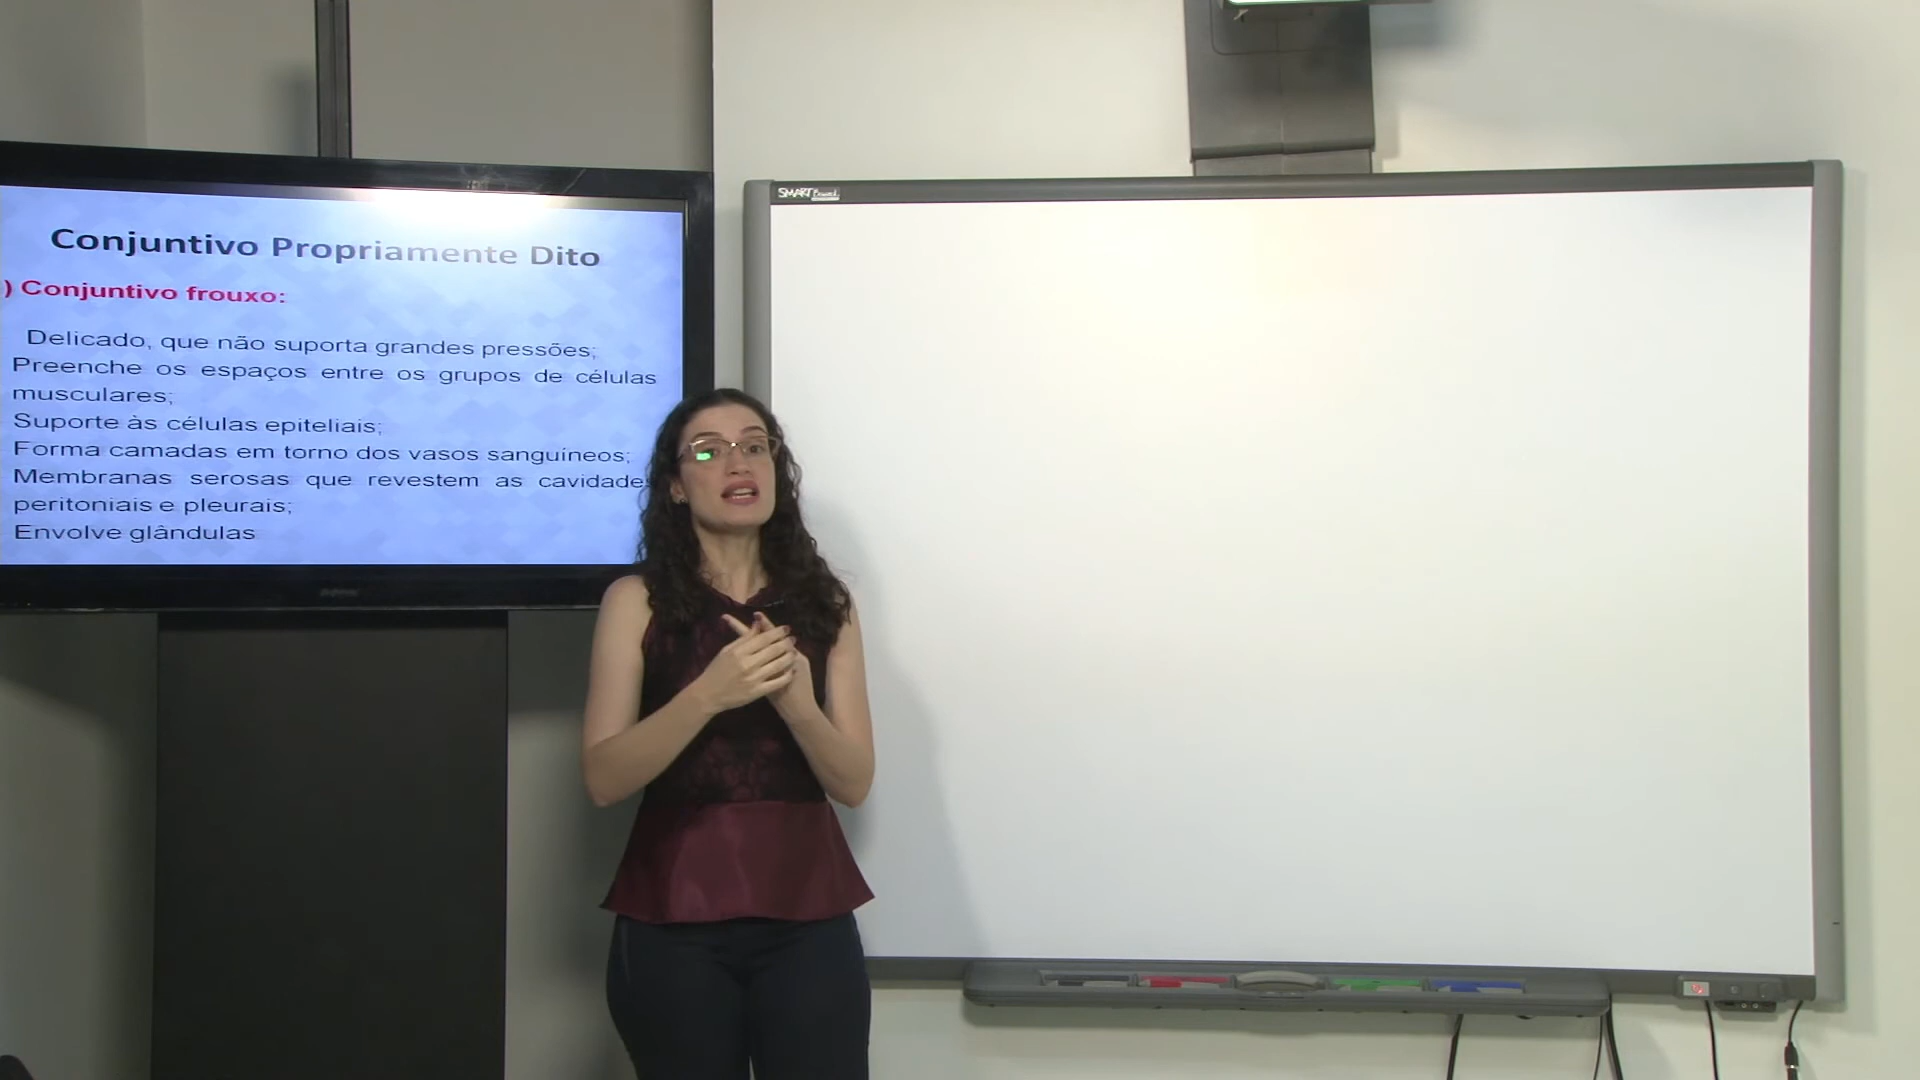 Conjuntivo Propriamente Dito
) Conjuntivo frouxo:
Delicado, que não suporta grandes pressões;
Preenche os espaços entre os grupos de células
musculares;
Suporte às células epiteliais;
Forma camadas em torno dos vasos sanguíneos;
Membranas serosas que revestem as cavidades
peritoniais e pleurais;
Envolve glândulas
SMART Board